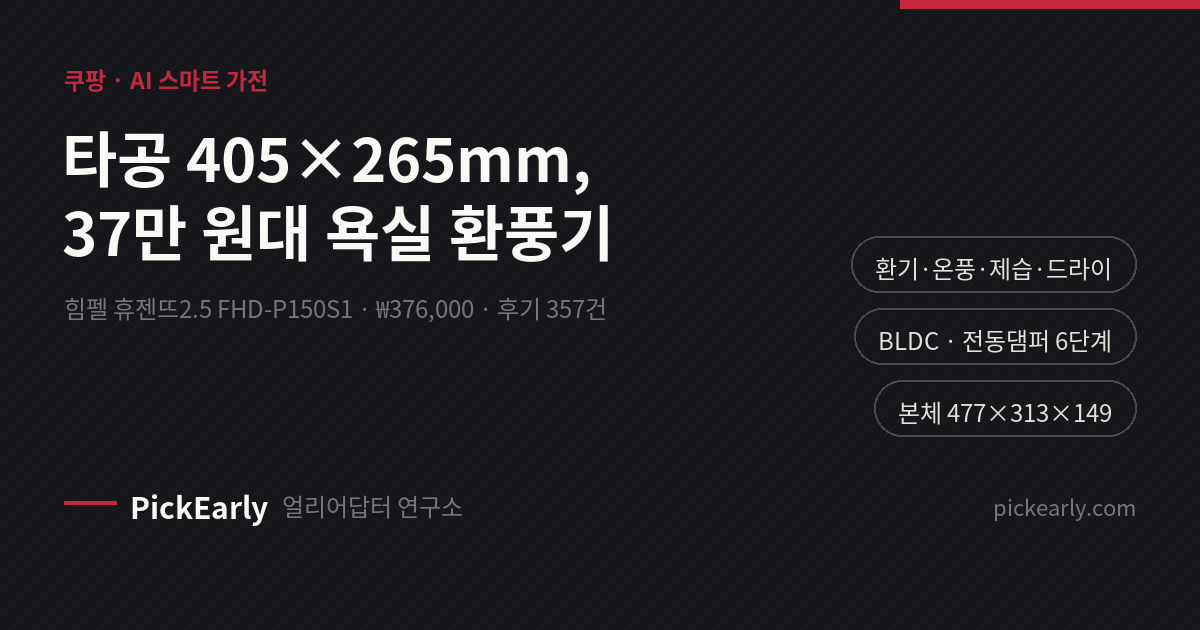 쿠팡 · AI 스마트 가전
타공 405×265mm,
37만 원대 욕실 환풍기
힘펠 휴젠뜨2.5 FHD-P150S1 · ₩376,000 · 후기 357건
환기·온풍·제습·드라이
BLDC · 전동댐퍼 6단계
본체 477×313×149
PickEarly 얼리어답터 연구소
pickearly.com